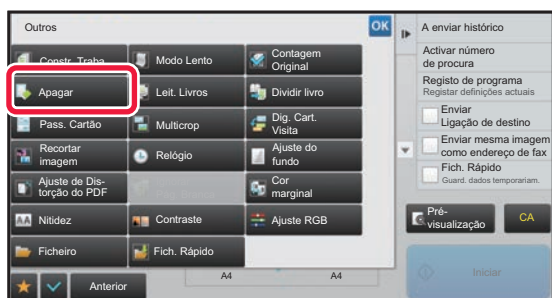 Outros
OK
Constr. Traba
Modo Lento
Contagem
Original
Apagar
Leit. Livros
Dividir livro
Pass. Cartão
Multicrop
Dig. Cart.
Visita
Recortar
imagem
Relógio
Ajuste do
fundo
Ajuste de Dis-
torção do PDF
Cor
marginal
Nitidez
Contraste
Ajuste RGB
Ficheiro
Fich. Rápido
Anterior
A4
A4
A enviar histórico
Activar número
de procura
Registo de programa
Registar definições actuais
Enviar
Ligação de destino
Enviar mesma imagem
como endereço de fax
Fich. Rápido
Guard. dados temporariam.
Pré-
visualização
CA
Iniciar